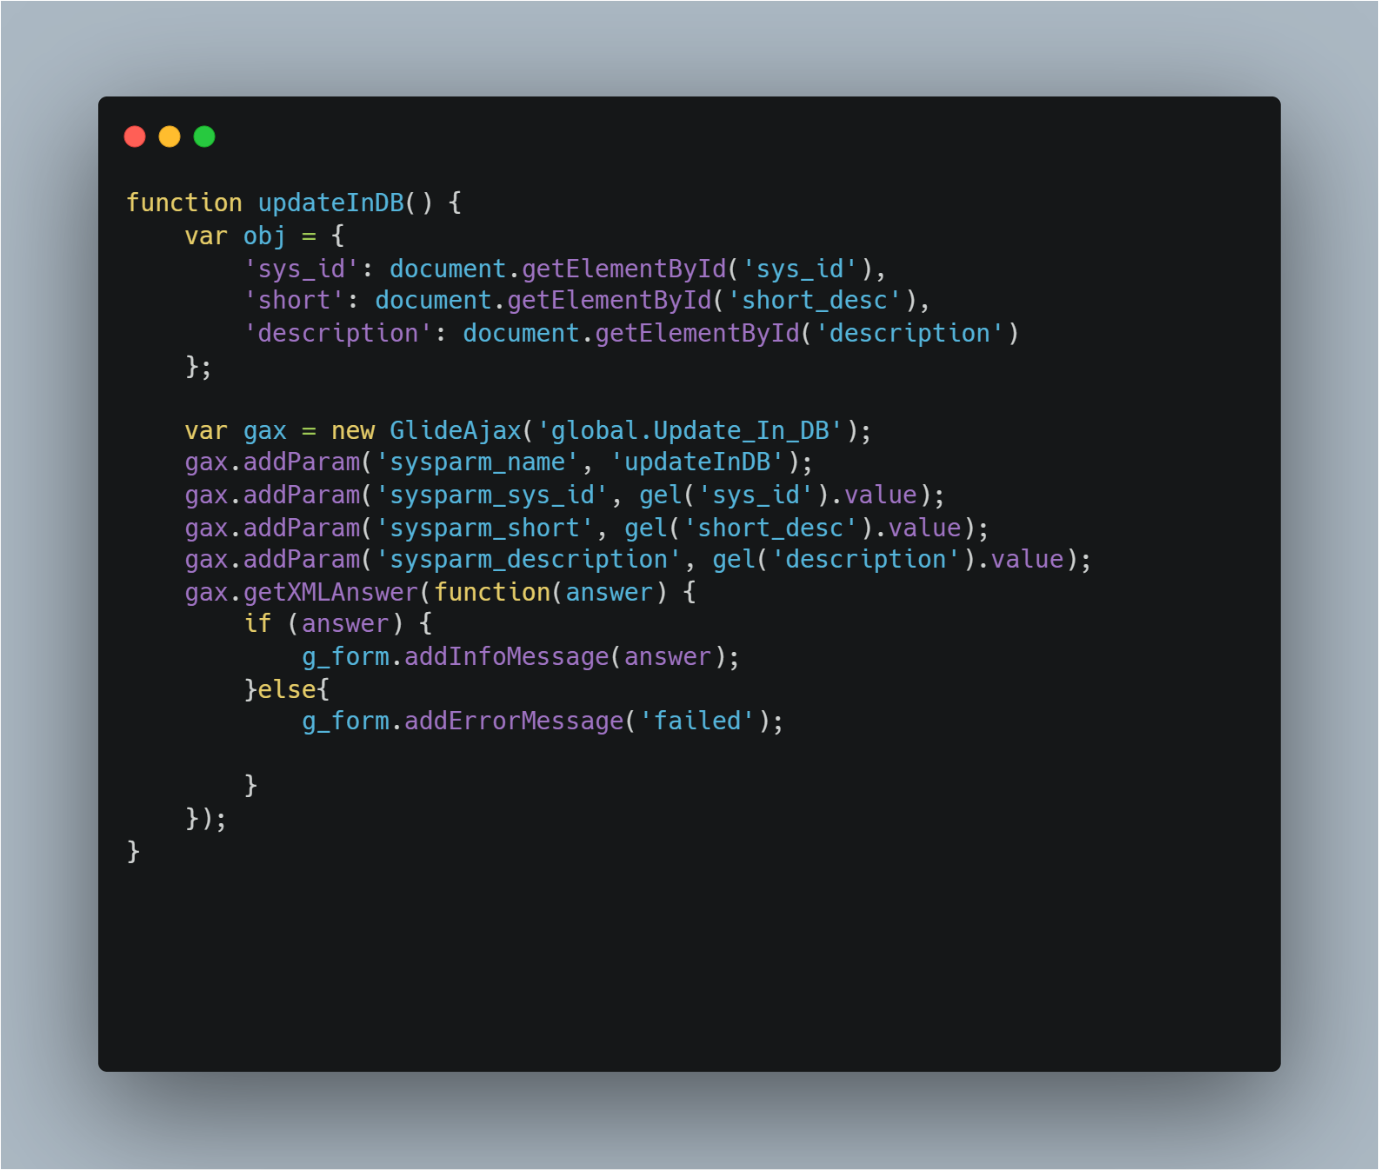 function updateInDB() {
    var obj = {
        'sys_id': document.getElementById('sys_id'),
        'short': document.getElementById('short_desc'),
        'description': document.getElementById('description')
    };

    var gax = new GlideAjax('global.Update_In_DB');
    gax.addParam('sysparm_name', 'updateInDB');
    gax.addParam('sysparm_sys_id', gel('sys_id').value);
    gax.addParam('sysparm_short', gel('short_desc').value);
    gax.addParam('sysparm_description', gel('description').value);
    gax.getXMLAnswer(function(answer) {
        if (answer) {
            g_form.addInfoMessage(answer);
        }else{
            g_form.addErrorMessage('failed');

        }
    });
}